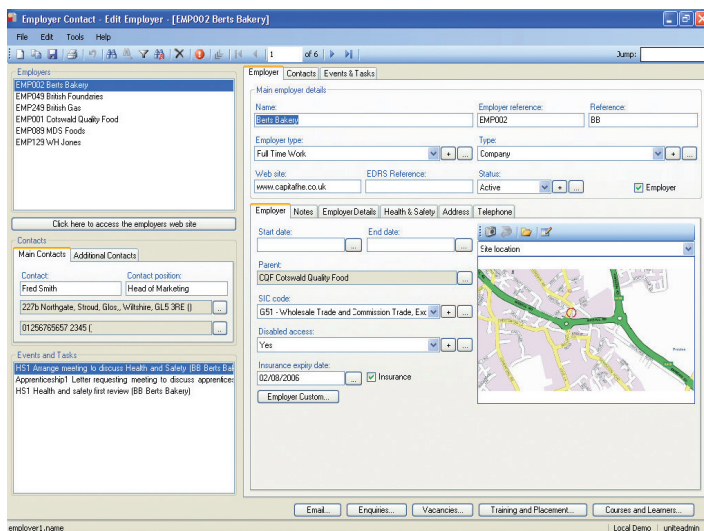 Employer Contact - Edit Employer - [EMP002 Berts Bakery]
File Edit Tools Help
1 of 6 Jump:
Employers
EMP002 Berts Bakery
EMP049 British Foundaries
EMP249 British Gas
EMP001 Cotswald Quality Food
EMP089 MDS Foods
EMP129 WH Jones
Click here to access the employers web site
Contacts
Main Contacts Additional Contacts
Contact: Contact position:
Fred Smith Head of Marketing
227b Northgate, Stroud, Glos,, Wiltshire, GL5 3RE () ..
01256765657 2345 ( ..
Events and Tasks
HS1 Arrange meeting to discuss Health and Safety (BB Berts Bak
Apprenticeship1 Letter requesting meeting to discuss apprentices
HS1 Health and safety first review (BB Berts Bakery)
Employer Contacts Events & Tasks
Main employer details
Name: Employer reference: Reference:
Berts Bakery EMP002 BB
Employer type: Type:
Full Time Work + ... Company + ...
Web site: EDRS Reference: Status:
www.capitafhe.co.uk Active + ... Employer
Employer Notes Employer Details Health & Safety Address Telephone
Start date: End date:
... ...
Parent:
CQF Cotswald Quality Food ...
SIC code:
G51 - Wholesale Trade and Commission Trade, Exc + ...
Disabled access:
Yes + ...
Insurance expiry date:
02/08/2006 ... Insurance
Employer Custom...
Site location
Email... Enquiries... Vacancies... Training and Placement... Courses and Learners...
employer1.name Local Demo uniteadmin